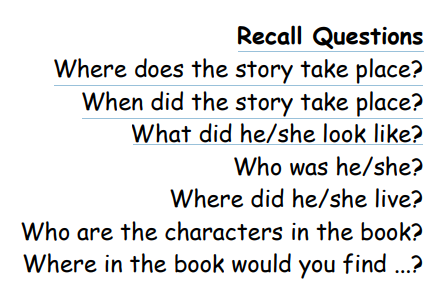 Recall Questions
Where does the story take place?
When did the story take place?
What did he/she look like?
Who was he/she?
Where did he/she live?
Who are the characters in the book?
Where in the book would you find ...?